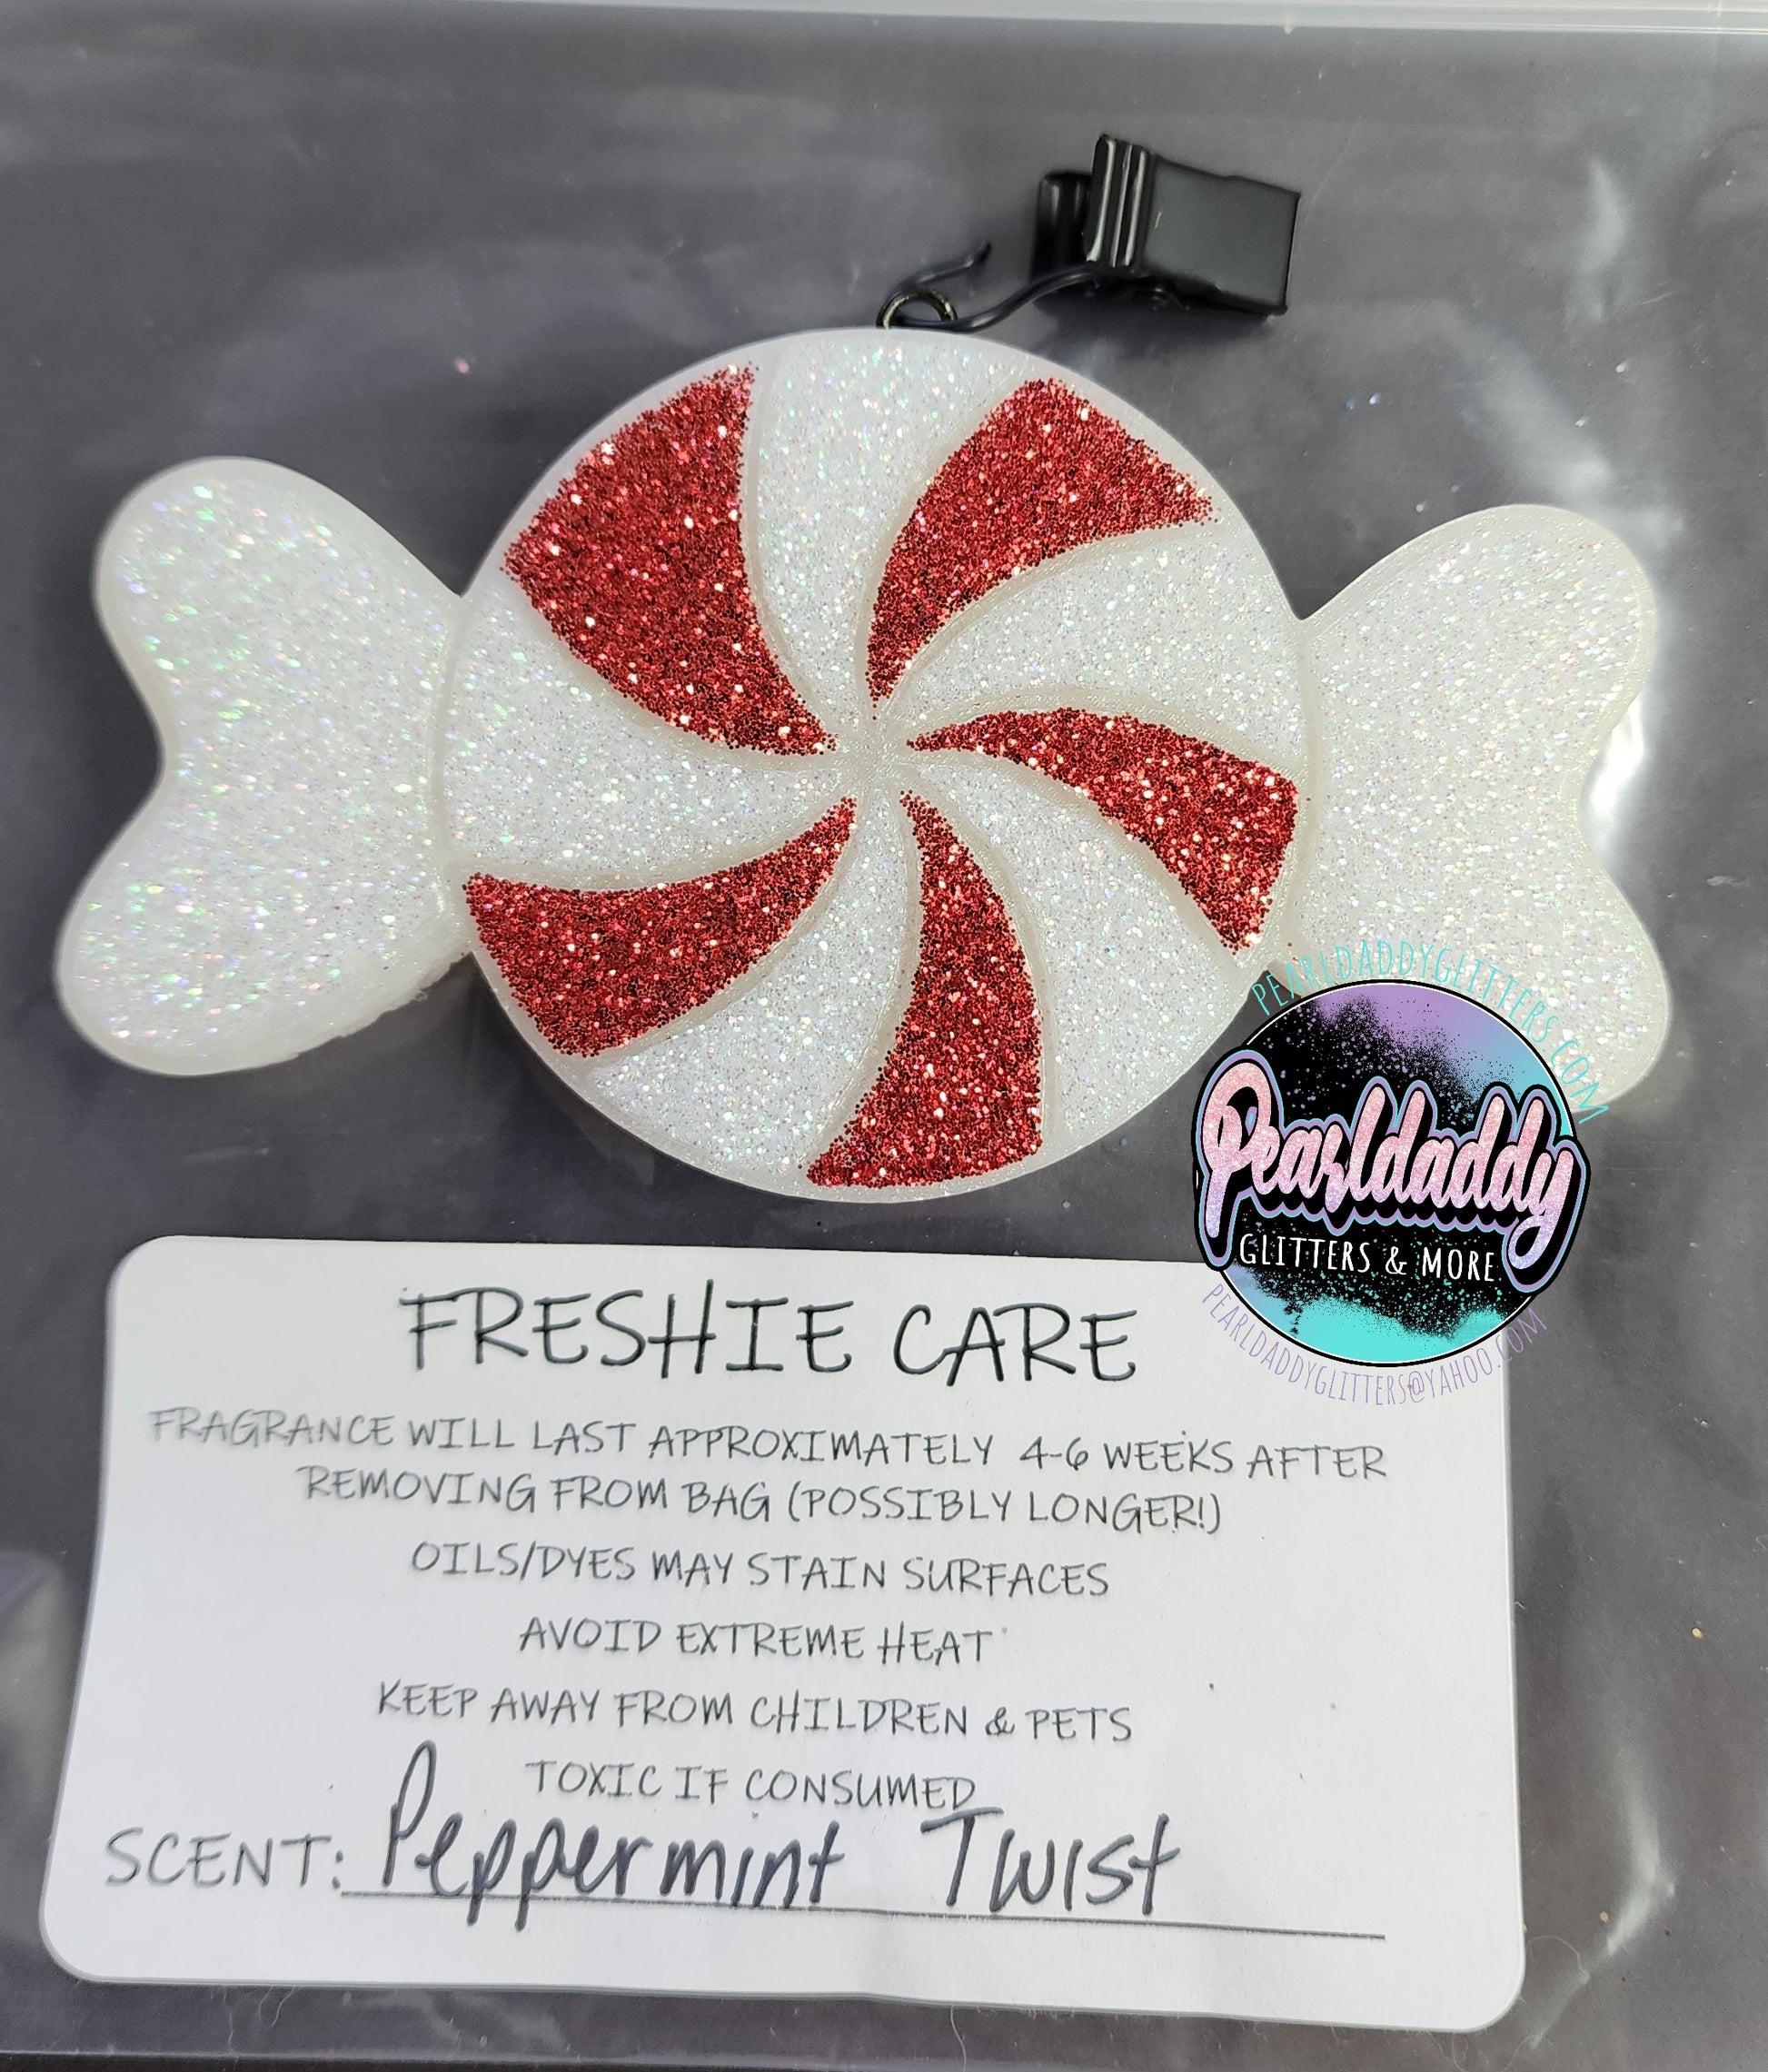 PEARLDADDYGLITTERS.COM
Pearldaddy
GLITTERS & MORE
PEARLDADDYGLITTERS@YAHOO.COM
FRESHIE CARE
FRAGRANCE WILL LAST APPROXIMATELY 4-6 WEEKS AFTER
REMOVING FROM BAG (POSSIBLY LONGER!)
OILS/DYES MAY STAIN SURFACES
AVOID EXTREME HEAT
KEEP AWAY FROM CHILDREN & PETS
TOXIC IF CONSUMED
SCENT: Peppermint Twist